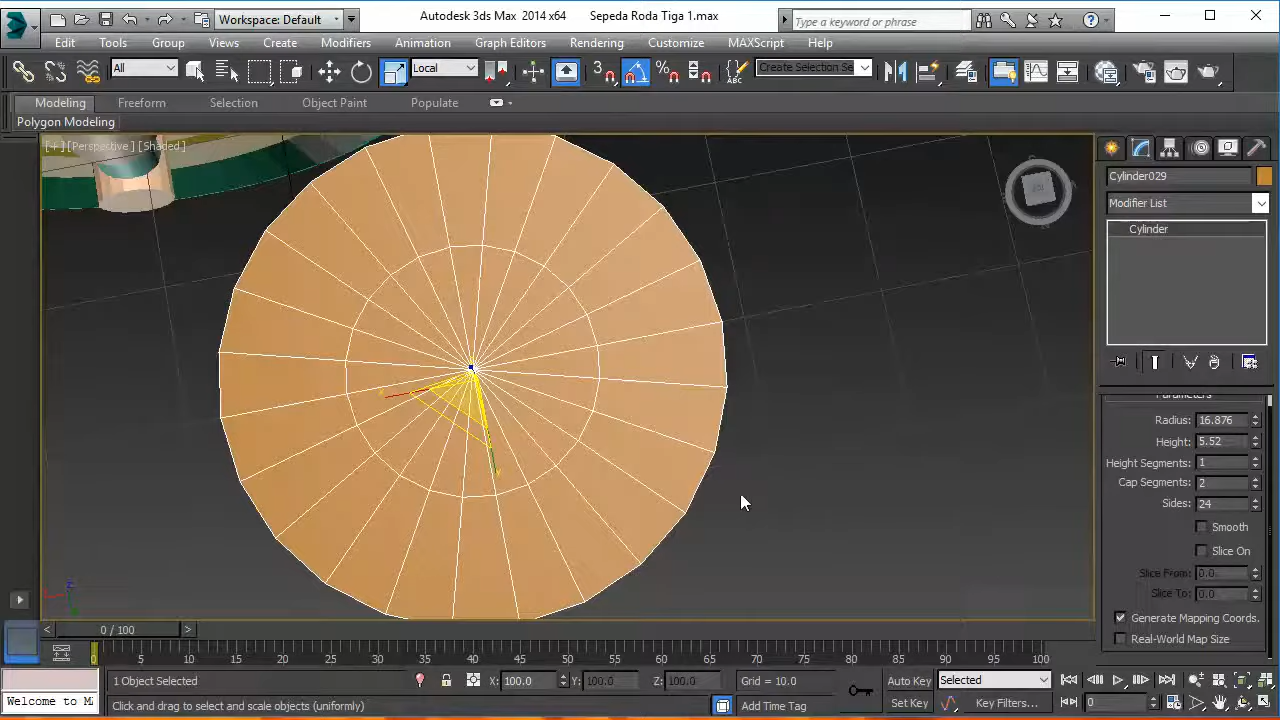 Workspace: Default
Autodesk 3ds Max 2014 x64 Sepeda Roda Tiga 1.max
Type a keyword or phrase
Edit Tools Group Views Create Modifiers Animation Graph Editors Rendering Customize MAXScript Help
All Local 3 % ABC Create Selection Se
Modeling Freeform Selection Object Paint Populate
Polygon Modeling
[+] [Perspective ] [Shaded ]
Cylinder029
Modifier List
Cylinder
Parameters
Radius: 16.876
Height: 5.52
Height Segments: 1
Cap Segments: 2
Sides: 24
Smooth
Slice On
Slice From: 0.0
Slice To: 0.0
Generate Mapping Coords.
Real-World Map Size
z
< 0 / 100 >
0 5 10 15 20 25 30 35 40 45 50 55 60 65 70 75 80 85 90 95 100
1 Object Selected X: 100.0 Y: 100.0 Z: 100.0 Grid = 10.0 Auto Key Selected
Welcome to MA Click and drag to select and scale objects (uniformly) Add Time Tag Set Key Key Filters... 0